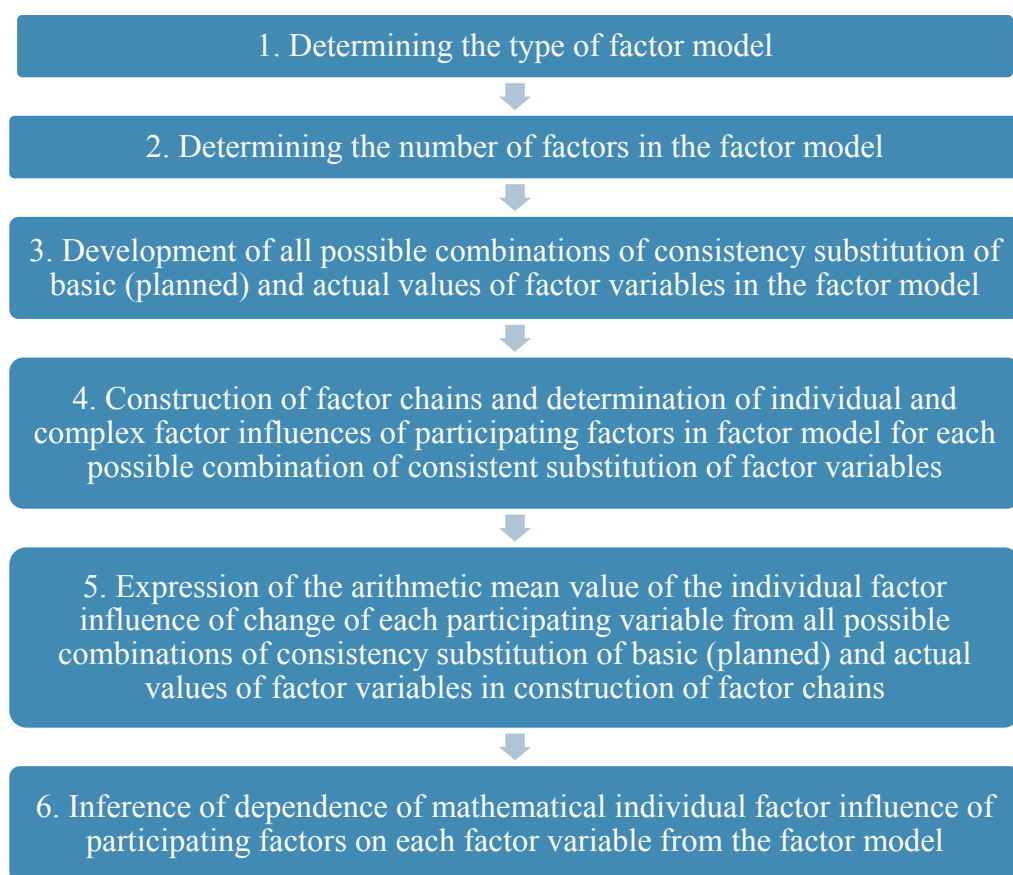 1. Determining the type of factor model
2. Determining the number of factors in the factor model
3. Development of all possible combinations of consistency substitution of
basic (planned) and actual values of factor variables in the factor model
4. Construction of factor chains and determination of individual and
complex factor influences of participating factors in factor model for each
possible combination of consistent substitution of factor variables
5. Expression of the arithmetic mean value of the individual factor
influence of change of each participating variable from all possible
combinations of consistency substitution of basic (planned) and actual
values of factor variables in construction of factor chains
6. Inference of dependence of mathematical individual factor influence of
participating factors on each factor variable from the factor model